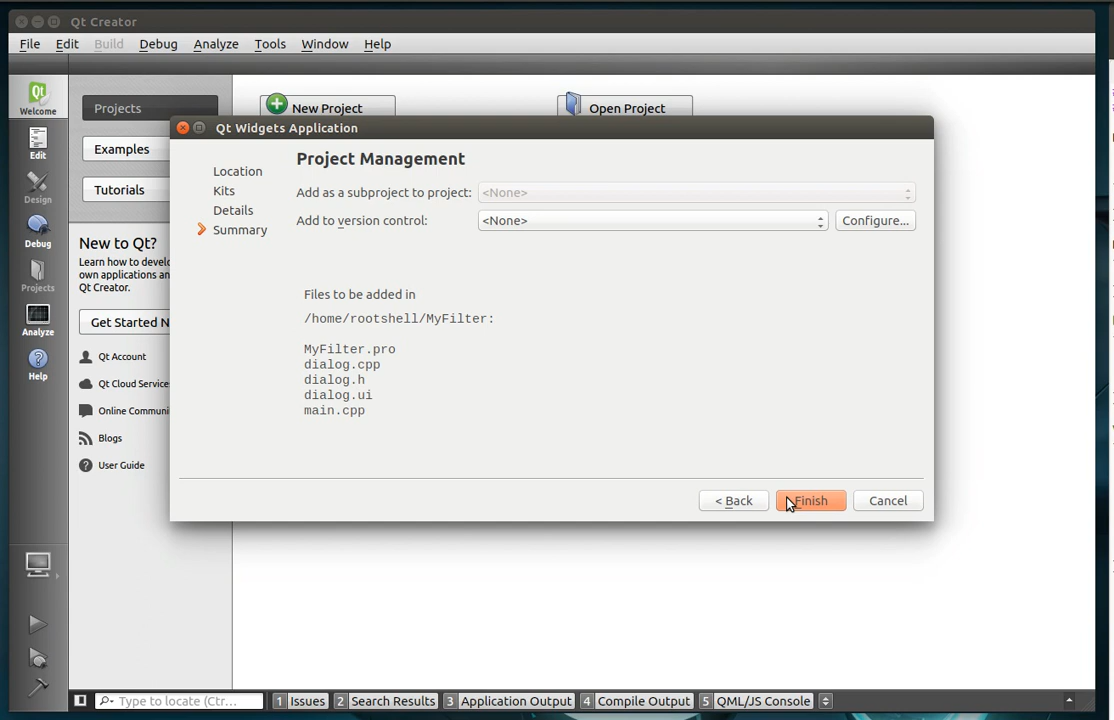 Qt Creator
File Edit Build Debug Analyze Tools Window Help
Welcome
Edit
Design
Debug
Projects
Analyze
Help
Projects
Examples
Tutorials
New to Qt?
Learn how to develo
own applications an
Qt Creator.
Get Started N
Qt Account
Qt Cloud Service
Online Communi
Blogs
User Guide
New Project
Open Project
Qt Widgets Application
Location
Kits
Details
Summary
Project Management
Add as a subproject to project: <None>
Add to version control: <None> Configure...
Files to be added in
/home/rootshell/MyFilter:
MyFilter.pro
dialog.cpp
dialog.h
dialog.ui
main.cpp
< Back Finish Cancel
Type to locate (Ctr... 1 Issues 2 Search Results 3 Application Output 4 Compile Output 5 QML/JS Console